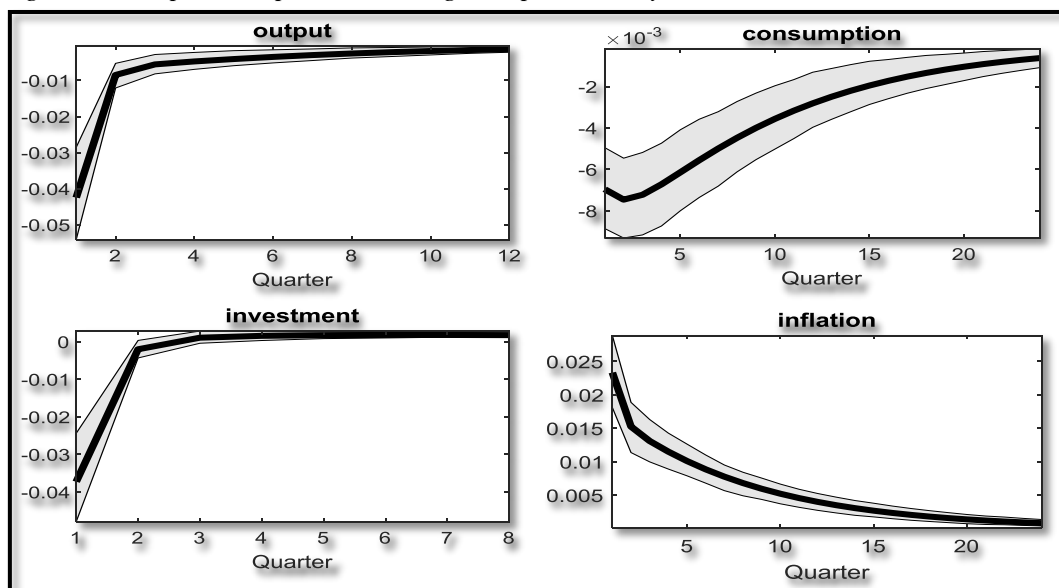 output
-0.01
-0.02
-0.03
-0.04
-0.05
2 4 6 8 10 12
Quarter
×10-3 consumption
-2
-4
-6
-8
5 10 15 20
Quarter
investment
0
-0.01
-0.02
-0.03
-0.04
1 2 3 4 5 6 7 8
Quarter
inflation
0.025
0.02
0.015
0.01
0.005
5 10 15 20
Quarter